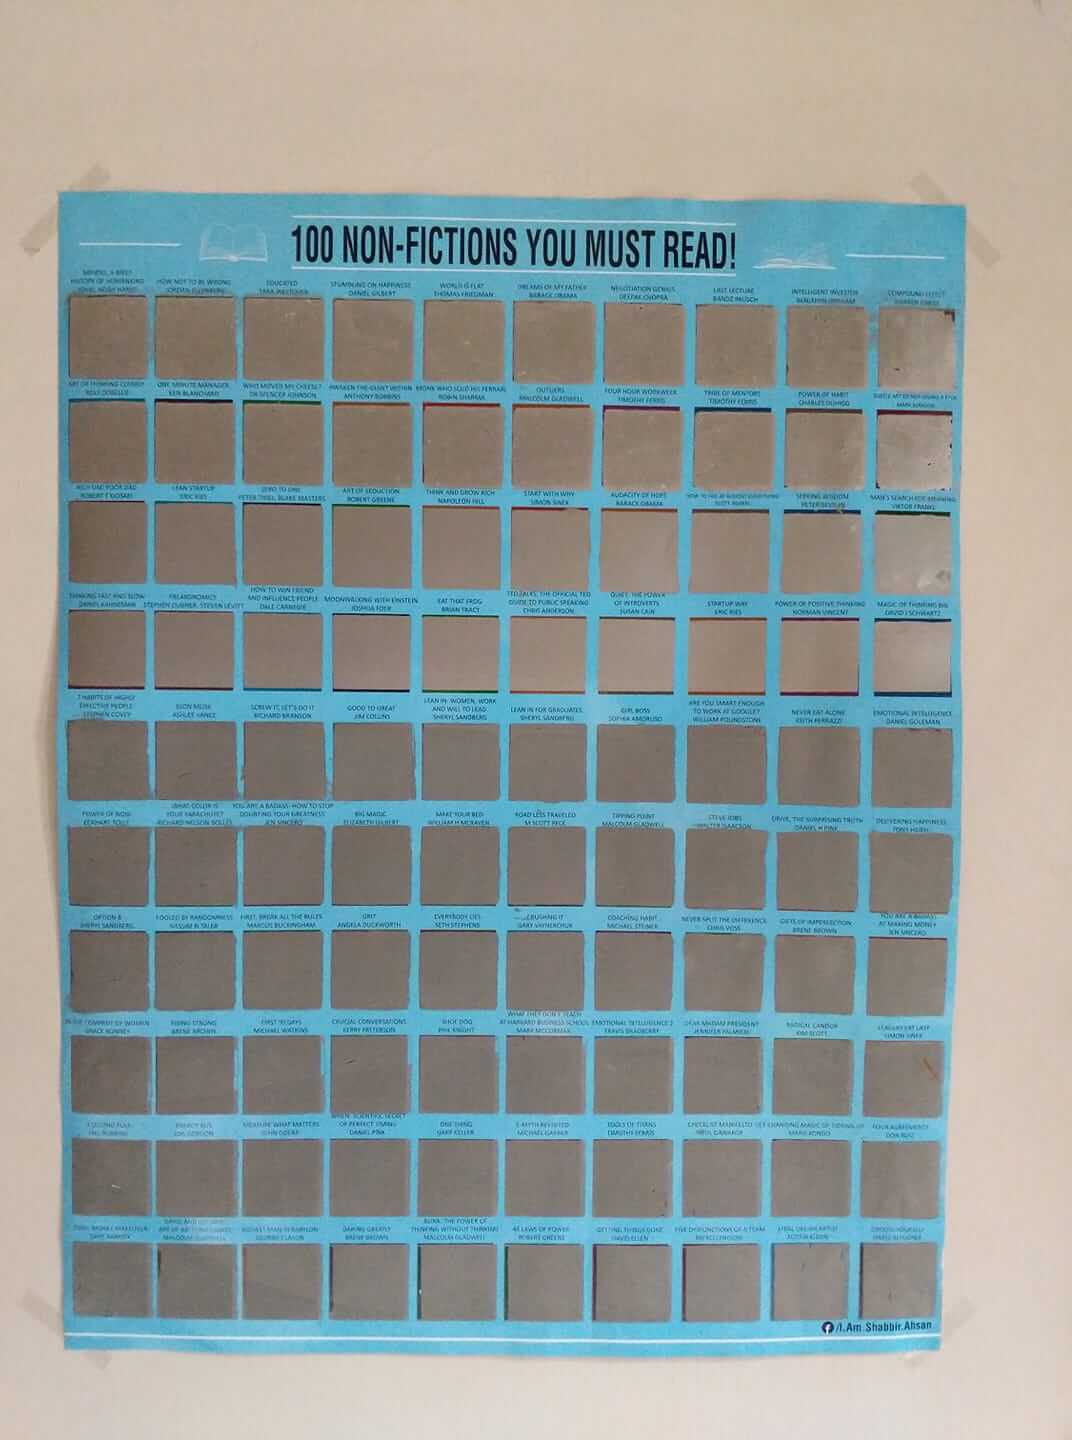 100 NON-FICTIONS YOU MUST READ!
HISTORY OF HUMANKIND
HOW NOT TO BE WRONG
EDUCATED
TARA WESTOVER
STUMBLING ON HAPPINESS
DANIEL GILBERT
WORLD IS FLAT
THOMAS FRIEDMAN
DREAMS OF MY FATHER
BARACK OBAMA
NEGOTIATION GENIUS
DEEPAK CHOPRA
LAST LECTURE
RANDY PAUSCH
INTELLIGENT INVESTOR
BENJAMIN GRAHAM
COMPOUND EFFECT
ART OF THINKING CLEARLY
ROLF DOBELLI
ONE MINUTE MANAGER
KEN BLANCHARD
WHO MOVED MY CHEESE?
DR SPENCER JOHNSON
AWAKEN THE GIANT WITHIN
ANTHONY ROBBINS
MONK WHO SOLD HIS FERRARI
ROBIN SHARMA
OUTLIERS
MALCOLM GLADWELL
FOUR HOUR WORKWEEK
TIMOTHY FERRIS
TRIBE OF MENTORS
TIMOTHY FERRIS
POWER OF HABIT
CHARLES DUHIGG
MARK MANSON
RICH DAD POOR DAD
LEAN STARTUP
ERIC RIES
ZERO TO ONE
PETER THIEL, BLAKE MASTERS
ART OF SEDUCTION
ROBERT GREENE
THINK AND GROW RICH
NAPOLEON HILL
START WITH WHY
SIMON SINEK
AUDACITY OF HOPE
BARACK OBAMA
HOW TO FAIL AT ALMOST EVERYTHING
SCOTT ADAMS
SEEKING WISDOM
PETER BEVELIN
MAN'S SEARCH FOR MEANING
VIKTOR FRANKL
THINKING FAST AND SLOW
DANIEL KAHNEMAN
FREAKONOMICS
STEPHEN DUBNER, STEVEN LEVITT
HOW TO WIN FRIEND
AND INFLUENCE PEOPLE
DALE CARNEGIE
MOONWALKING WITH EINSTEIN
JOSHUA FOER
EAT THAT FROG
BRIAN TRACY
TED TALKS: THE OFFICIAL TED
GUIDE TO PUBLIC SPEAKING
CHRIS ANDERSON
QUIET: THE POWER
OF INTROVERTS
SUSAN CAIN
STARTUP WAY
ERIC RIES
POWER OF POSITIVE THINKING
NORMAN VINCENT
MAGIC OF THINKING BIG
DAVID J SCHWARTZ
7 HABITS OF HIGHLY
EFFECTIVE PEOPLE
STEPHEN COVEY
ELON MUSK
ASHLEE VANCE
SCREW IT, LET'S DO IT
RICHARD BRANSON
GOOD TO GREAT
JIM COLLINS
LEAN IN: WOMEN, WORK
AND WILL TO LEAD
SHERYL SANDBERG
LEAN IN FOR GRADUATES
SHERYL SANDBERG
GIRL BOSS
SOPHIA AMORUSO
ARE YOU SMART ENOUGH
TO WORK AT GOOGLE?
WILLIAM POUNDSTONE
NEVER EAT ALONE
KEITH FERRAZZI
EMOTIONAL INTELLIGENCE
DANIEL GOLEMAN
POWER OF NOW
ECKHART TOLLE
WHAT COLOR IS
YOUR PARACHUTE?
RICHARD NELSON BOLLES
YOU ARE A BADASS: HOW TO STOP
DOUBTING YOUR GREATNESS
JEN SINCERO
BIG MAGIC
ELIZABETH GILBERT
MAKE YOUR BED
WILLIAM H MCRAVEN
ROAD LESS TRAVELED
M SCOTT PECK
TIPPING POINT
MALCOLM GLADWELL
STEVE JOBS
WALTER ISAACSON
DRIVE, THE SURPRISING TRUTH
DANIEL H PINK
DELIVERING HAPPINESS
TONY HSIEH
OPTION B
SHERYL SANDBERG
FOOLED BY RANDOMNESS
NASSIM N TALEB
FIRST, BREAK ALL THE RULES
MARCUS BUCKINGHAM
GRIT
ANGELA DUCKWORTH
EVERYBODY LIES
SETH STEPHENS
CRUSHING IT
GARY VAYNERCHUK
COACHING HABIT
MICHAEL STEINER
NEVER SPLIT THE DIFFERENCE
CHRIS VOSS
GIFTS OF IMPERFECTION
BRENE BROWN
YOU ARE A BADASS
AT MAKING MONEY
JEN SINCERO
IN THE COMPANY OF WOMEN
GRACE BONNEY
RISING STRONG
BRENE BROWN
FIRST 90 DAYS
MICHAEL WATKINS
CRUCIAL CONVERSATIONS
KERRY PATTERSON
SHOE DOG
PHIL KNIGHT
WHAT THEY DON'T TEACH
AT HARVARD BUSINESS SCHOOL
MARK MCCORMAK
EMOTIONAL INTELLIGENCE 2
TRAVIS BRADBERRY
DEAR MADAM PRESIDENT
JENNIFER PALMIERI
RADICAL CANDOR
KIM SCOTT
LEADERS EAT LAST
SIMON SINEK
5 SECOND RULE
MEL ROBBINS
ENERGY BUS
JON GORDON
MEASURE WHAT MATTERS
JOHN DOERR
WHEN: SCIENTIFIC SECRET
OF PERFECT TIMING
DANIEL PINK
ONE THING
GARY KELLER
E-MYTH REVISITED
MICHAEL GERBER
TOOLS OF TITANS
TIMOTHY FERRIS
CHECKLIST MANIFESTO
ATUL GAWANDE
LIFE CHANGING MAGIC OF TIDYING UP
MARIE KONDO
FOUR AGREEMENTS
DON RUIZ
TOTAL MONEY MAKEOVER
DAVE RAMSEY
DAVID AND GOLIATH:
MALCOLM GLADWELL
RICHEST MAN IN BABYLON
GEORGE CLASON
DARING GREATLY
BRENE BROWN
BLINK: THE POWER OF
THINKING WITHOUT THINKING
MALCOLM GLADWELL
48 LAWS OF POWER
ROBERT GREENE
GETTING THINGS DONE
DAVID ALLEN
FIVE DISFUNCTIONS OF A TEAM
STEAL LIKE AN ARTIST
AUSTIN KLEON
CHOOSE YOURSELF
JAMES ALTUCHER
/I.Am.Shabbir.Ahsan